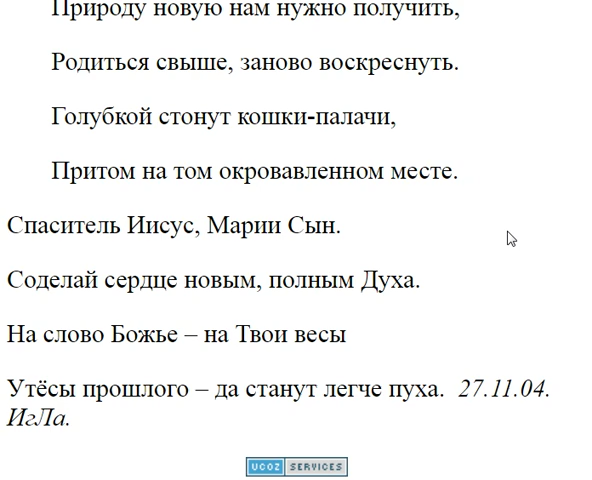 Природу новую нам нужно получить,
Родиться свыше, заново воскреснуть.
Голубкой стонут кошки-палачи,
Притом на том окровавленном месте.
Спаситель Иисус, Марии Сын.
Соделай сердце новым, полным Духа.
На слово Божье – на Твои весы
Утёсы прошлого – да станут легче пуха. 27.11.04.
ИгЛа.
UCOZ SERVICES